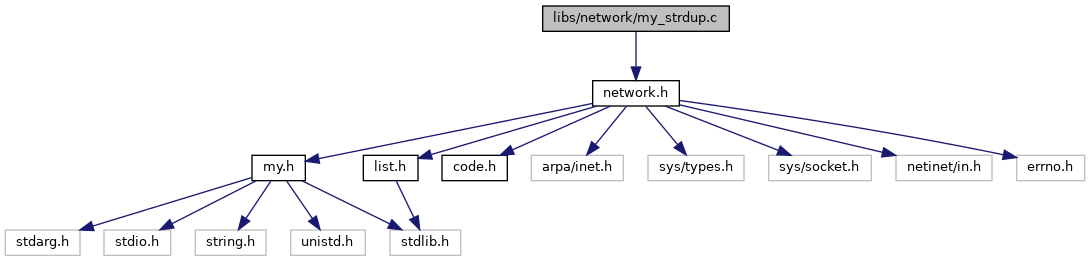 libs/network/my_strdup.c
network.h
my.h
list.h
code.h
arpa/inet.h
sys/types.h
sys/socket.h
netinet/in.h
errno.h
stdarg.h
stdio.h
string.h
unistd.h
stdlib.h